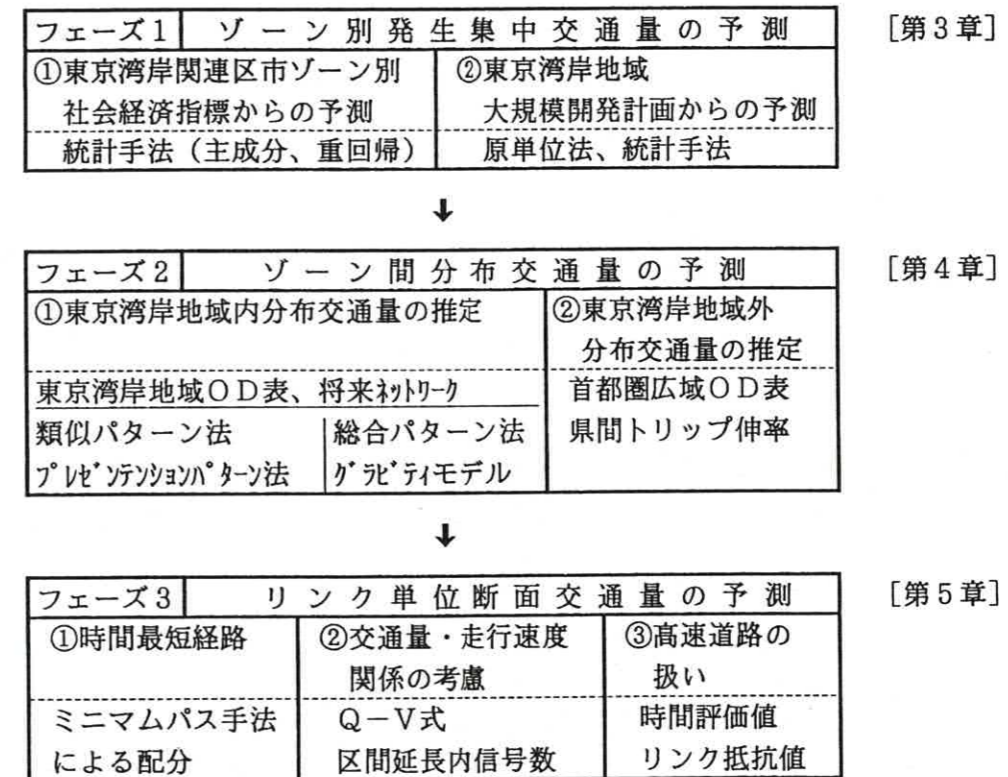 フェーズ1 ゾーン別発生集中交通量の予測 [第3章]
①東京湾岸関連区市ゾーン別 ②東京湾岸地域
社会経済指標からの予測 大規模開発計画からの予測
統計手法(主成分、重回帰) 原単位法、統計手法
↓
フェーズ2 ゾーン間分布交通量の予測 [第4章]
①東京湾岸地域内分布交通量の推定 ②東京湾岸地域外
分布交通量の推定
東京湾岸地域OD表、将来ネットワーク 首都圏広域OD表
類似パターン法 総合パターン法 県間トリップ伸率
プレゼンテンションパターン法 グラビティモデル
↓
フェーズ3 リンク単位断面交通量の予測 [第5章]
①時間最短経路 ②交通量・走行速度 ③高速道路の
関係の考慮 扱い
ミニマムパス手法 Q-V式 時間評価値
による配分 区間延長内信号数 リンク抵抗値